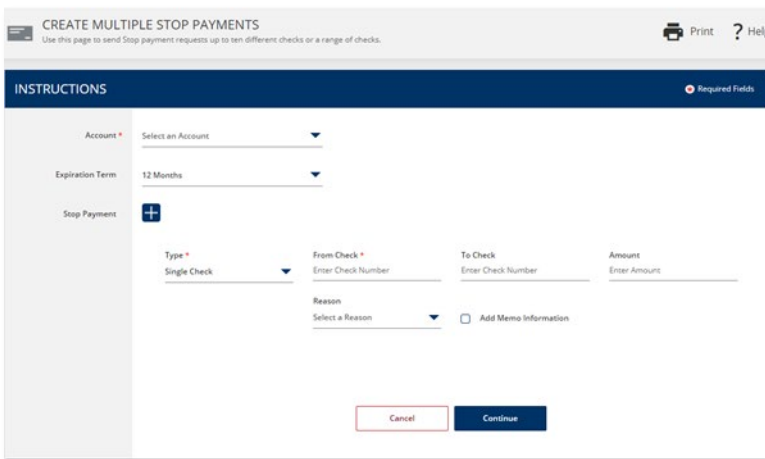 CREATE MULTIPLE STOP PAYMENTS
Use this page to send Stop payment requests up to ten different checks or a range of checks.
Print ? Hel
INSTRUCTIONS
Required Fields
Account *
Select an Account
Expiration Term
12 Months
Stop Payment
Type * From Check * To Check Amount
Single Check Enter Check Number Enter Check Number Enter Amount
Reason
Select a Reason Add Memo Information
Cancel Continue